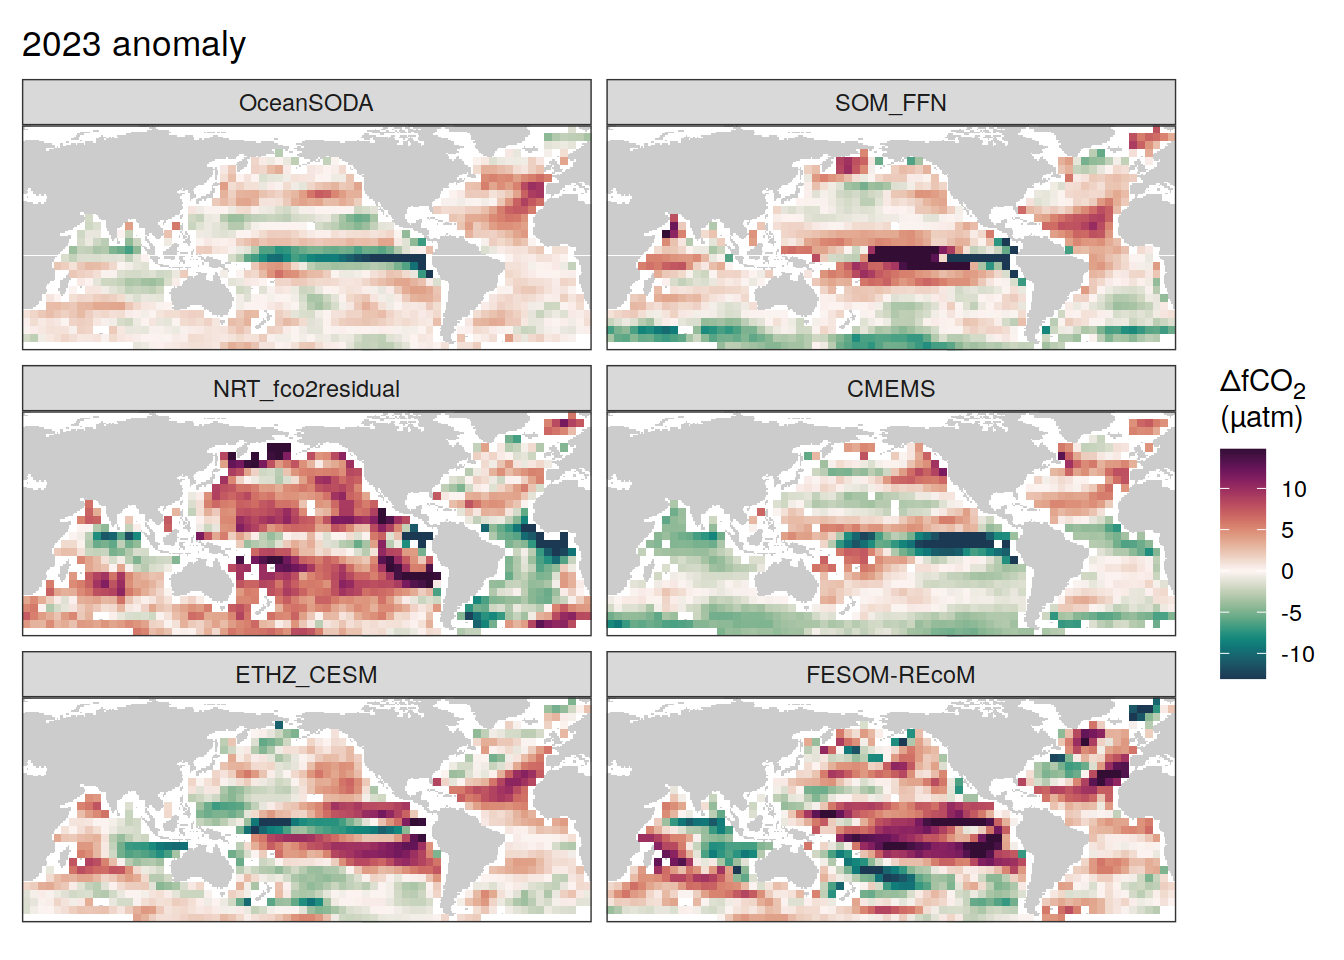 2023 anomaly
OceanSODA
SOM_FFN
NRT_fco2residual
CMEMS
ETHZ_CESM
FESOM-REcoM
ΔfCO₂
(µatm)
10
5
0
-5
-10